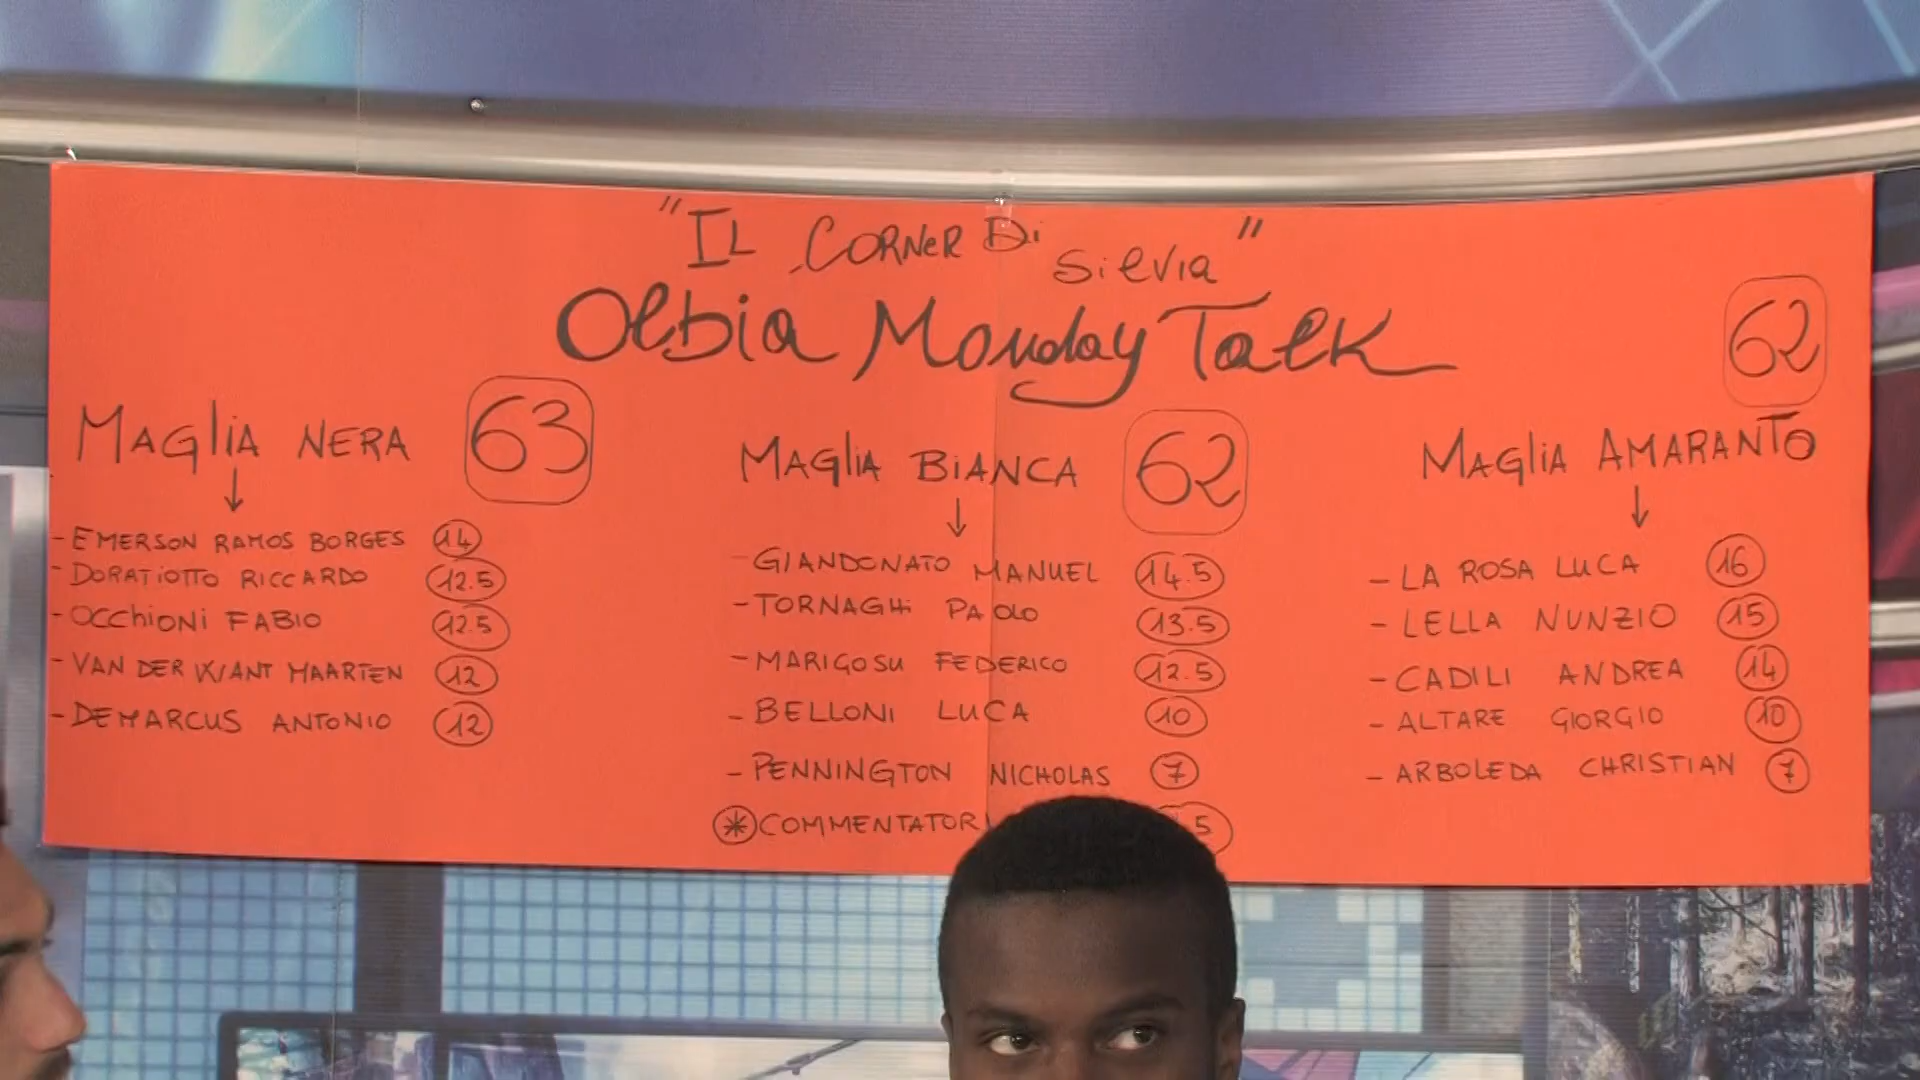 "IL CORNER Di Silvia"
Olbia Monday Talk
MAGliA NERA 63
- EMERSON RAMOS BORGES 14
- DORATIOTTO RICCARDO 12.5
- OCCHIONI FABIO 12.5
- VAN DER WANT MAARTEN 12
- DEMARCUS ANTONIO 12
MAGliA BiANCA 62
- GIANDONATO MANUEL 14.5
- TORNAGHi PAOLO 13.5
- MARIGOSU FEDERICO 12.5
- BELLONI LUCA 10
- PENNINGTON NICHOLAS 7
* COMMENTATOR
62
MAGliA AMARANTO
- LA ROSA LUCA 16
- LELLA NUNZIO 15
- CADILI ANDREA 14
- ALTARE GIORGIO 10
- ARBOLEDA CHRISTIAN 7